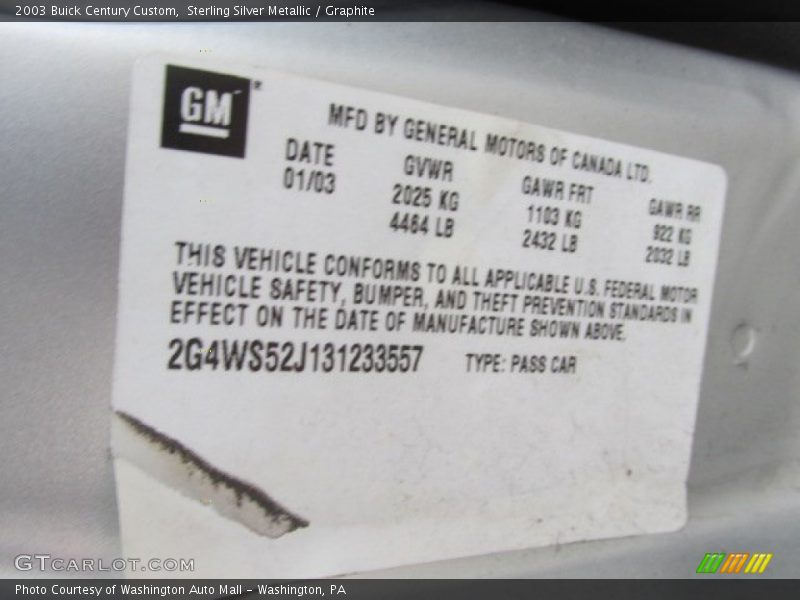 2003 Buick Century Custom, Sterling Silver Metallic / Graphite
GM
MFD BY GENERAL MOTORS OF CANADA LTD.
DATE GVWR GAWR FRT GAWR RR
01/03 2025 KG 1103 KG 922 KG
4464 LB 2432 LB 2032 LB
THIS VEHICLE CONFORMS TO ALL APPLICABLE U.S. FEDERAL MOTOR
VEHICLE SAFETY, BUMPER, AND THEFT PREVENTION STANDARDS IN
EFFECT ON THE DATE OF MANUFACTURE SHOWN ABOVE.
2G4WS52J131233557 TYPE: PASS CAR
GTCARLOT.COM
Photo Courtesy of Washington Auto Mall - Washington, PA